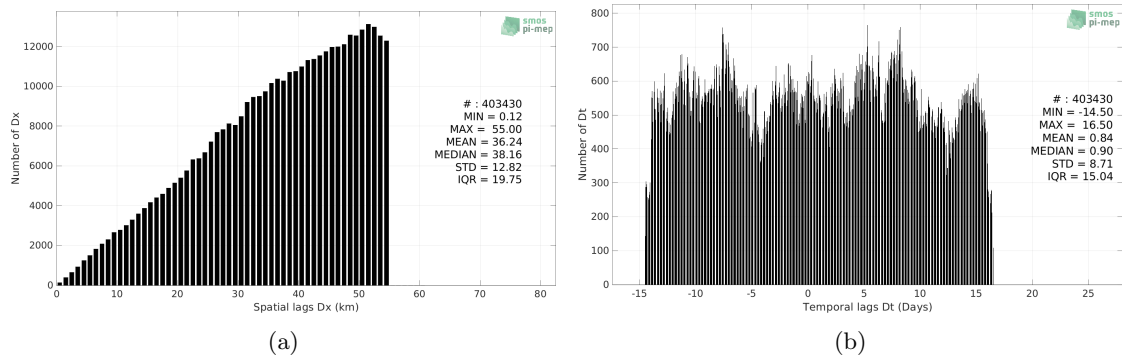 smos
pi-mep
12000
10000
8000
6000
4000
2000
0
Number of Dx
# : 403430
MIN = 0.12
MAX = 55.00
MEAN = 36.24
MEDIAN = 38.16
STD = 12.82
IQR = 19.75
0 10 20 30 40 50 60 70 80
Spatial lags Dx (km)
(a)
smos
pi-mep
800
700
600
500
400
300
200
100
0
Number of Dt
# : 403430
MIN = -14.50
MAX = 16.50
MEAN = 0.84
MEDIAN = 0.90
STD = 8.71
IQR = 15.04
-15 -10 -5 0 5 10 15 20 25
Temporal lags Dt (Days)
(b)